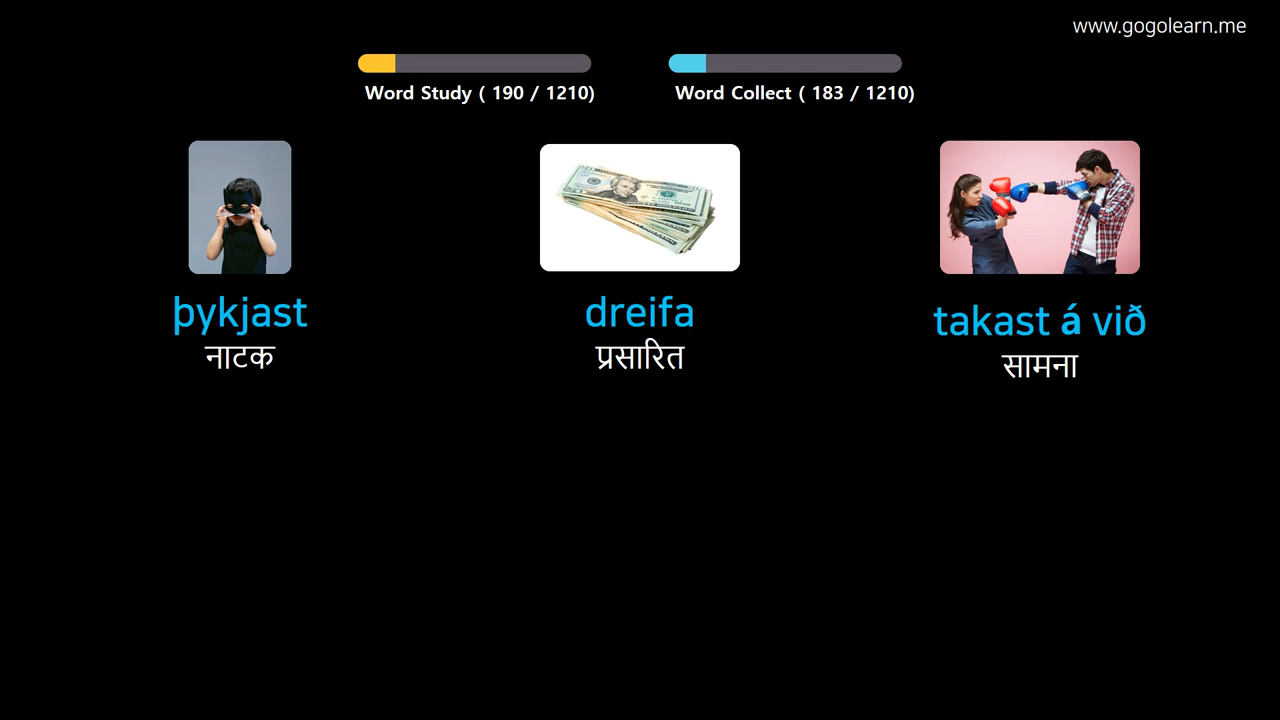 www.gogolearn.me
Word Study ( 190 / 1210)
Word Collect ( 183 / 1210)
þykjast
नाटक
dreifa
प्रसारित
takast á við
सामना